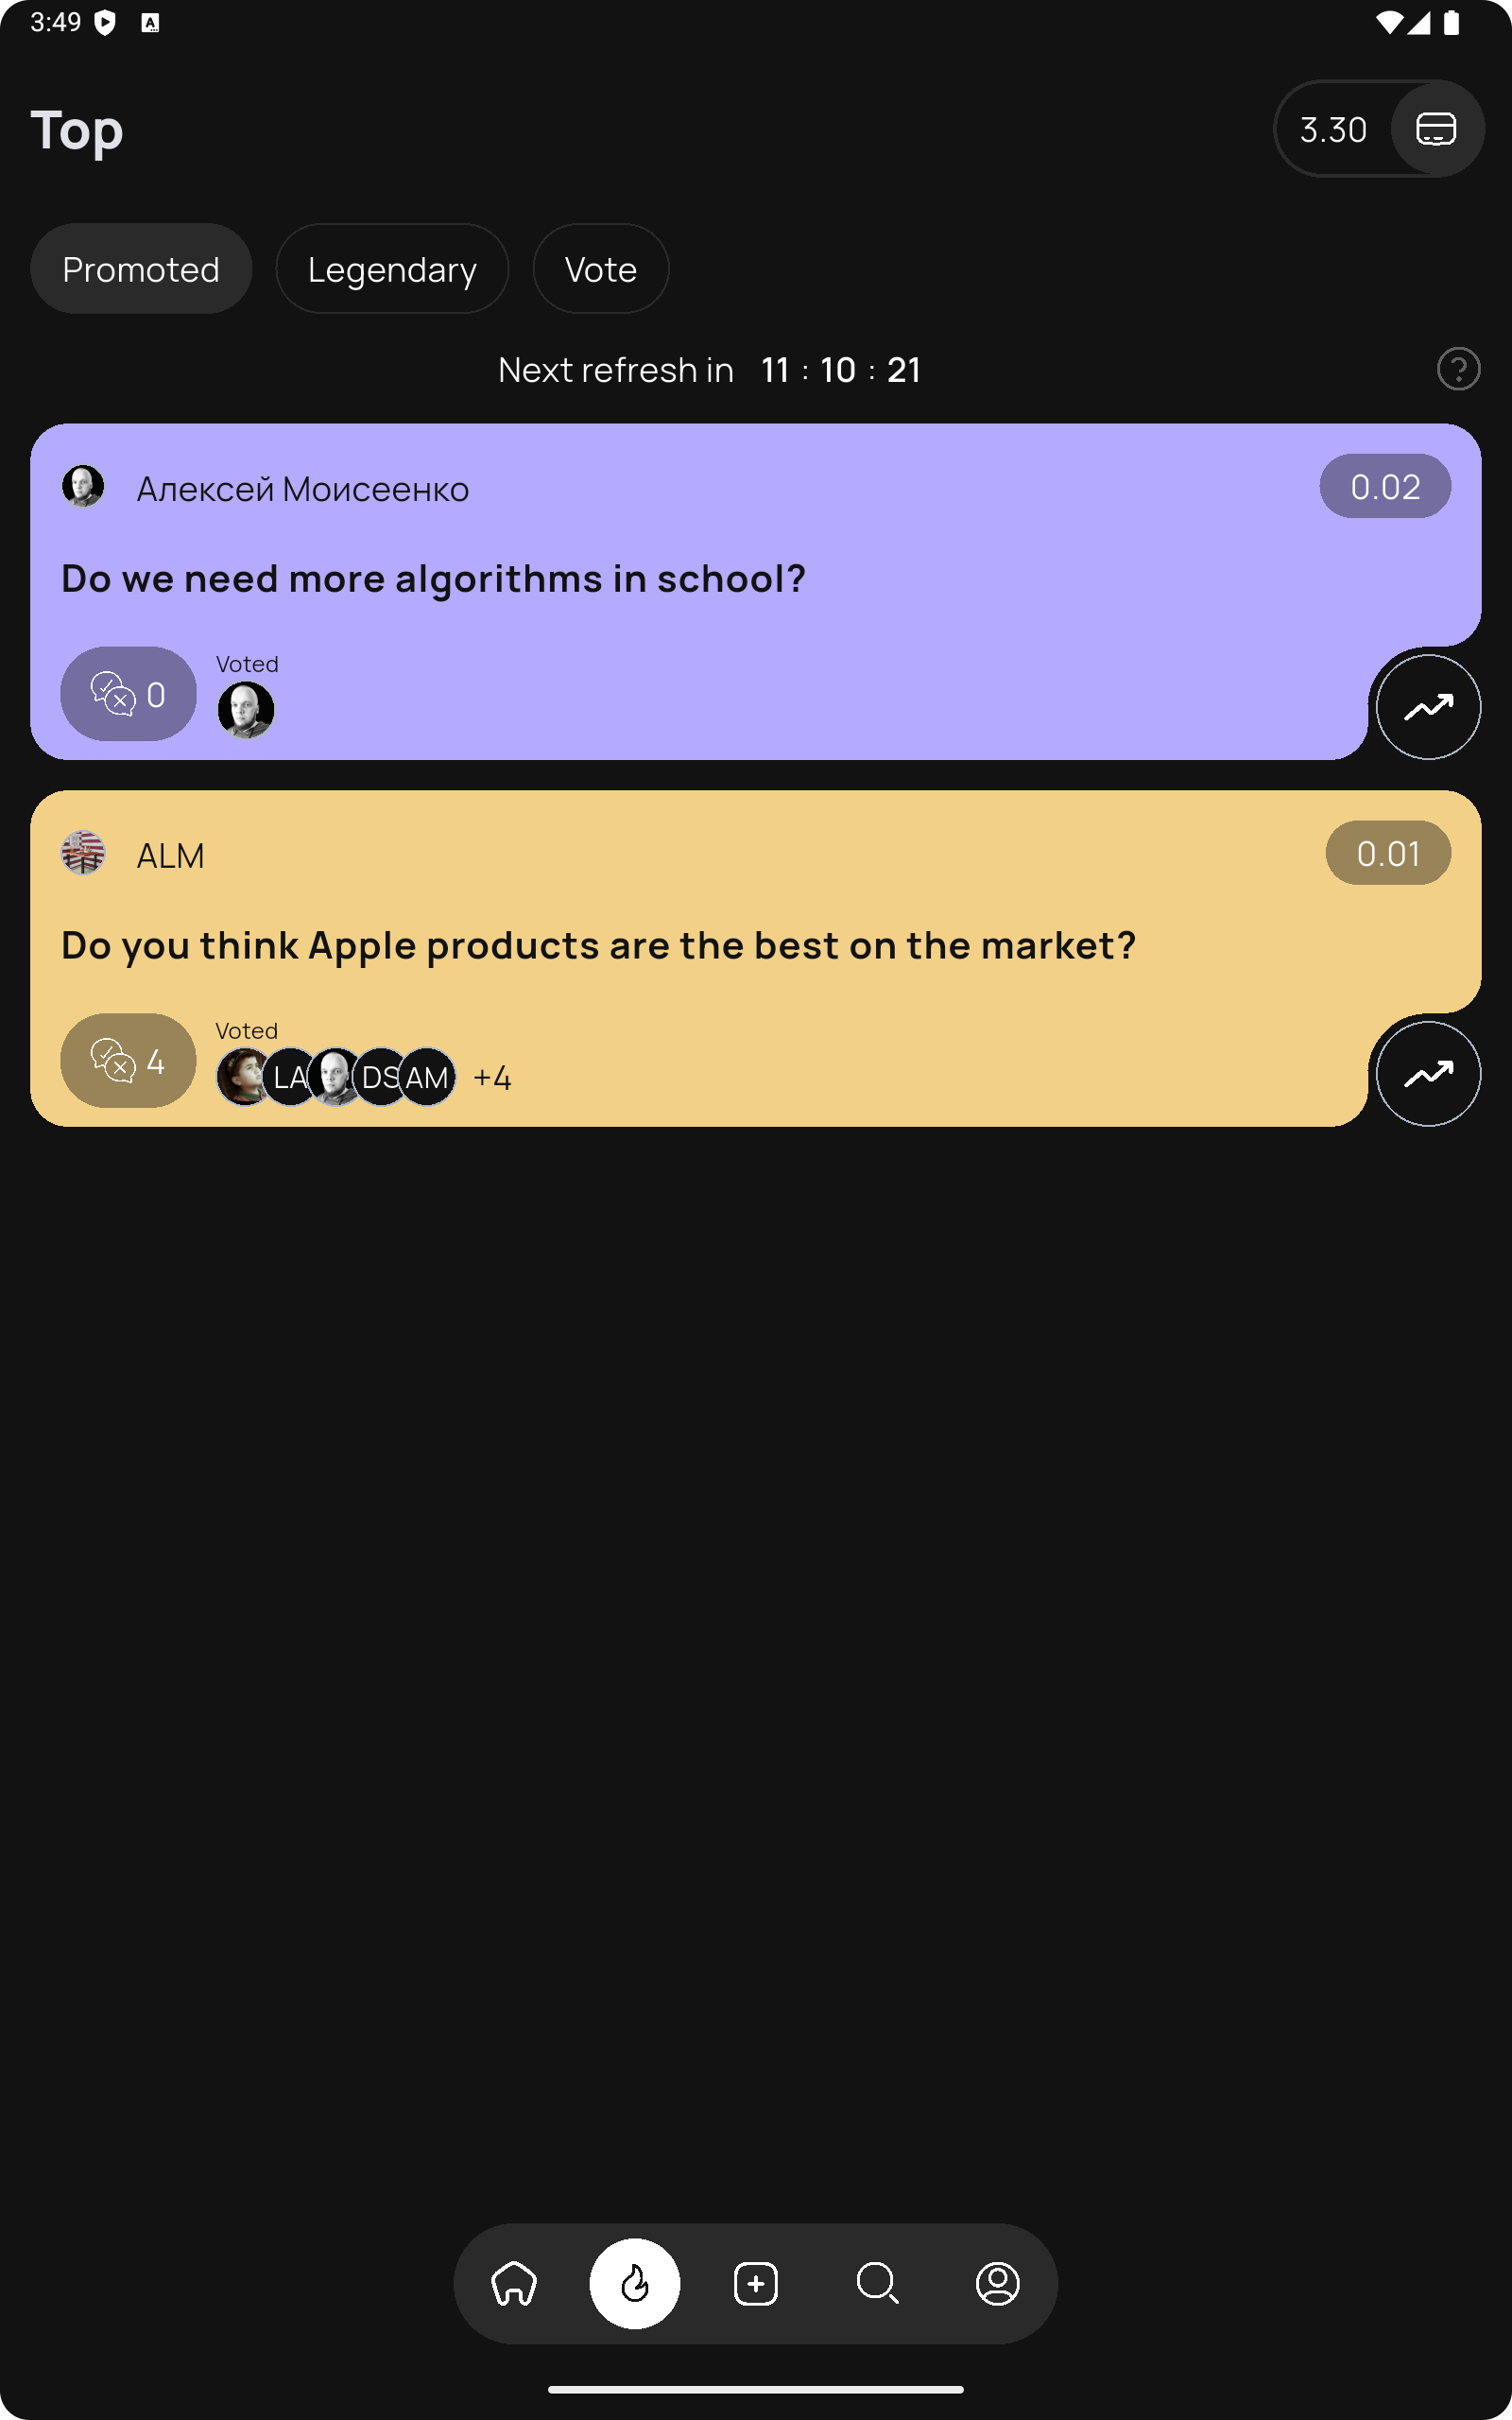 3:49
Top
3.30
Promoted Legendary Vote
Next refresh in 11 : 10 : 21
Алексей Моисеенко
0.02
Do we need more algorithms in school?
0
Voted
ALM
0.01
Do you think Apple products are the best on the market?
4
Voted
LA DS AM +4